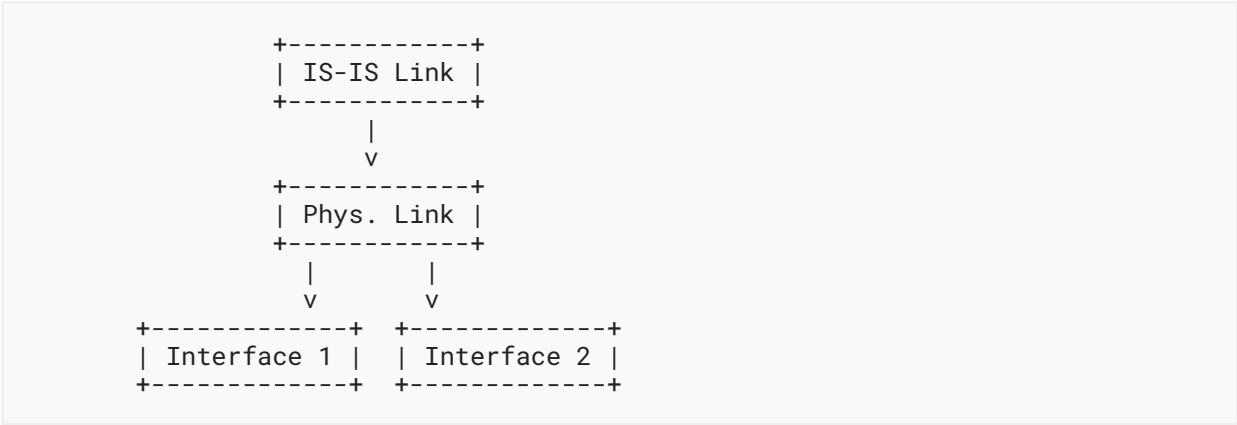 +------------+
| IS-IS Link |
+------------+
|
v
+------------+
| Phys. Link |
+------------+
|       |
v       v
+-------------+  +-------------+
| Interface 1 |  | Interface 2 |
+-------------+  +-------------+